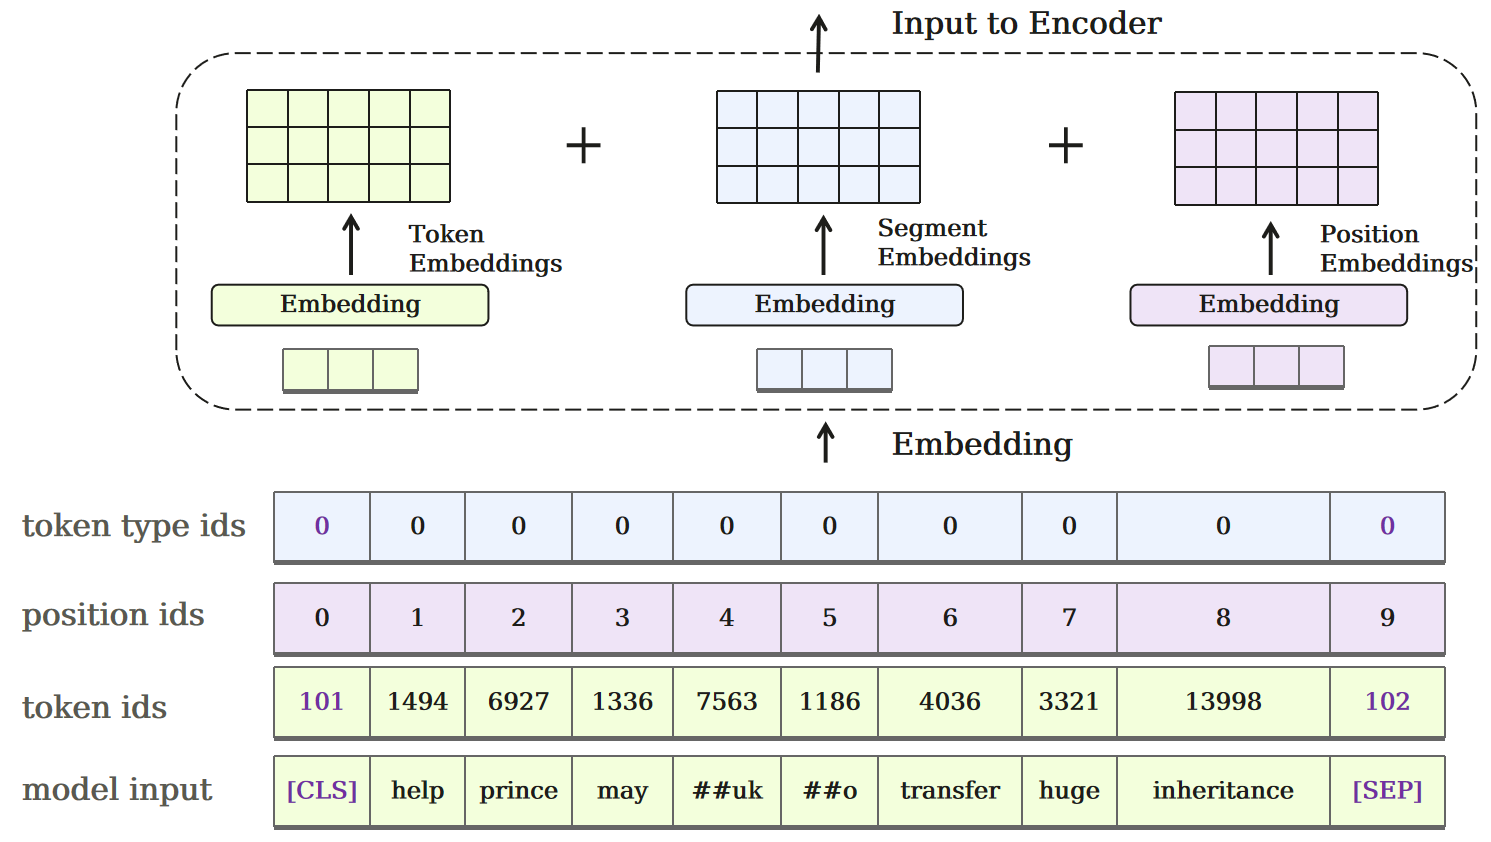 Input to Encoder
+
+
Token
Embeddings
Segment
Embeddings
Position
Embeddings
Embedding
Embedding
Embedding
Embedding
token type ids 0 0 0 0 0 0 0 0 0 0
position ids 0 1 2 3 4 5 6 7 8 9
token ids 101 1494 6927 1336 7563 1186 4036 3321 13998 102
model input [CLS] help prince may ##uk ##o transfer huge inheritance [SEP]